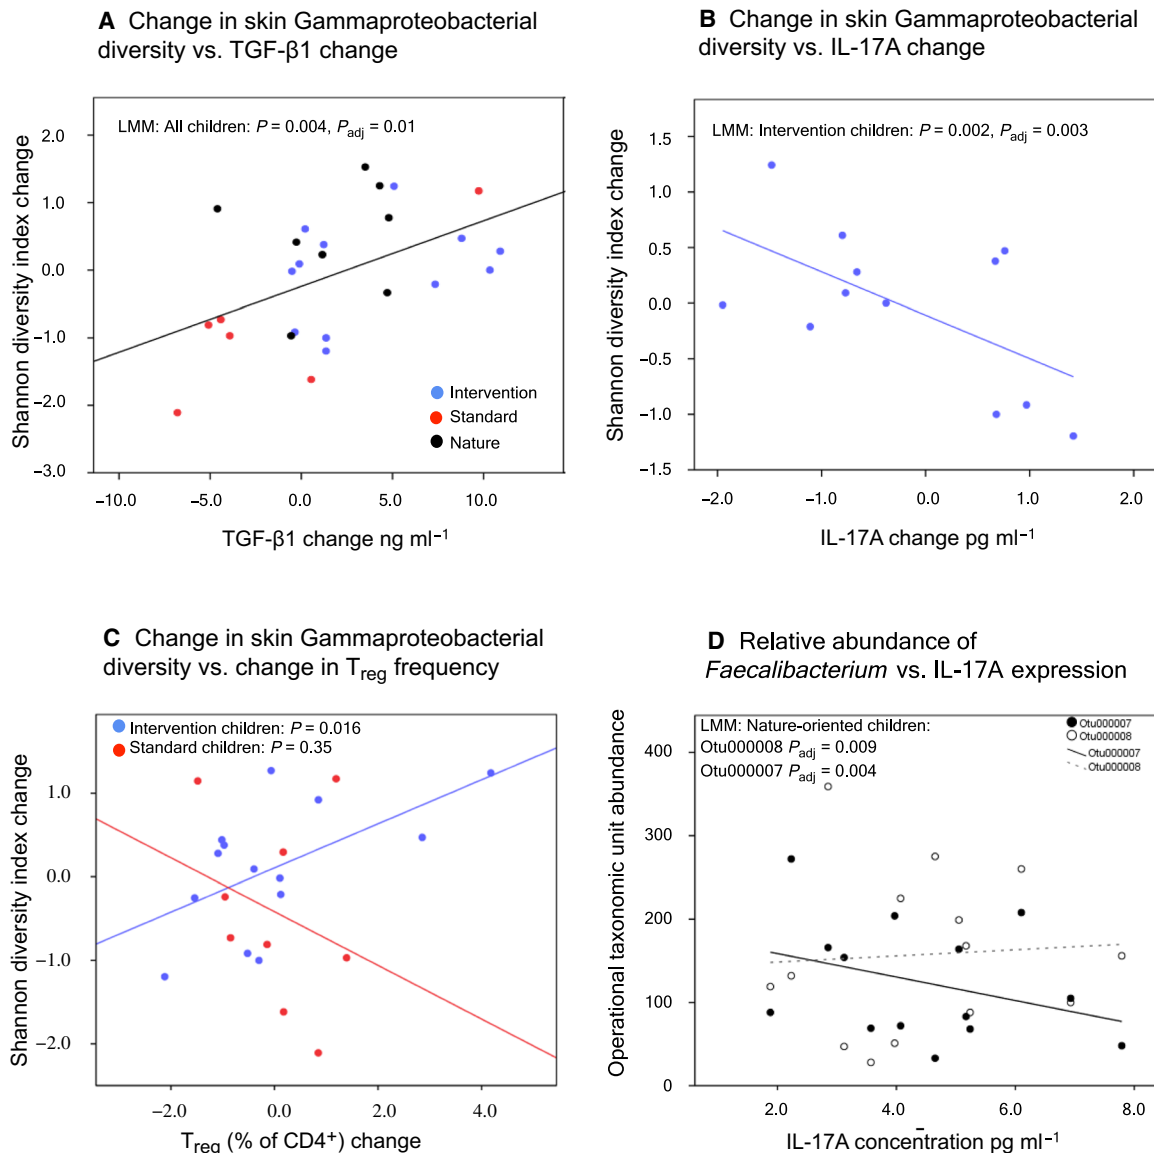 A Change in skin Gammaproteobacterial
diversity vs. TGF-β1 change
LMM: All children: P = 0.004, Padj = 0.01
Shannon diversity index change
2.0
1.0
0.0
−1.0
−2.0
−3.0
Intervention
Standard
Nature
−10.0 −5.0 0.0 5.0 10.0
TGF-β1 change ng ml⁻¹
B Change in skin Gammaproteobacterial
diversity vs. IL-17A change
LMM: Intervention children: P = 0.002, Padj = 0.003
Shannon diversity index change
1.5
1.0
0.5
0.0
−0.5
−1.0
−1.5
−2.0 −1.0 0.0 1.0 2.0
IL-17A change pg ml⁻¹
C Change in skin Gammaproteobacterial
diversity vs. change in Treg frequency
Intervention children: P = 0.016
Standard children: P = 0.35
Shannon diversity index change
1.0
0.0
−1.0
−2.0
−2.0 0.0 2.0 4.0
Treg (% of CD4⁺) change
D Relative abundance of
Faecalibacterium vs. IL-17A expression
LMM: Nature-oriented children:
Otu000008 Padj = 0.009
Otu000007 Padj = 0.004
Otu000007
Otu000008
Otu000007
Otu000008
Operational taxonomic unit abundance
400
300
200
100
0
2.0 4.0 6.0 8.0
IL-17A concentration pg ml⁻¹